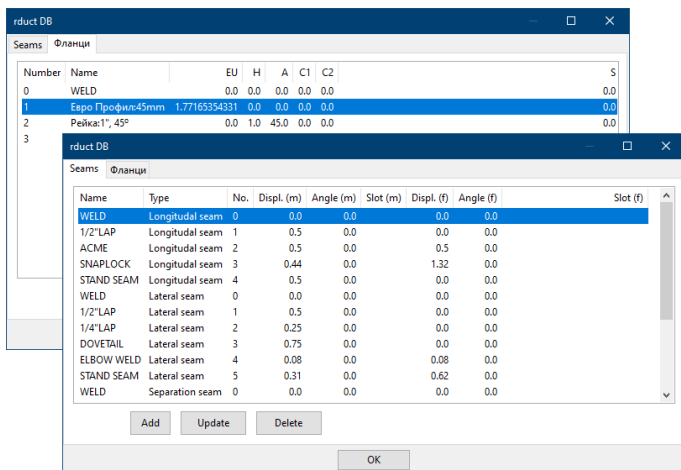 rduct DB
Seams Фланци
Number Name EU H A C1 C2 S
0 WELD 0.0 0.0 0.0 0.0 0.0 0.0
1 Евро Профил:45mm 1.77165354331 0.0 0.0 0.0 0.0 0.0
2 Рейка:1", 45º 0.0 1.0 45.0 0.0 0.0 0.0
3
rduct DB
Seams Фланци
Name Type No. Displ. (m) Angle (m) Slot (m) Displ. (f) Angle (f) Slot (f)
WELD Longitudal seam 0 0.0 0.0 0.0 0.0
1/2"LAP Longitudal seam 1 0.5 0.0 0.0 0.0
ACME Longitudal seam 2 0.5 0.0 0.5 0.0
SNAPLOCK Longitudal seam 3 0.44 0.0 1.32 0.0
STAND SEAM Longitudal seam 4 0.5 0.0 0.0 0.0
WELD Lateral seam 0 0.0 0.0 0.0 0.0
1/2"LAP Lateral seam 1 0.5 0.0 0.0 0.0
1/4"LAP Lateral seam 2 0.25 0.0 0.0 0.0
DOVETAIL Lateral seam 3 0.75 0.0 0.0 0.0
ELBOW WELD Lateral seam 4 0.08 0.0 0.08 0.0
STAND SEAM Lateral seam 5 0.31 0.0 0.62 0.0
WELD Separation seam 0 0.0 0.0 0.0 0.0
Add Update Delete
OK